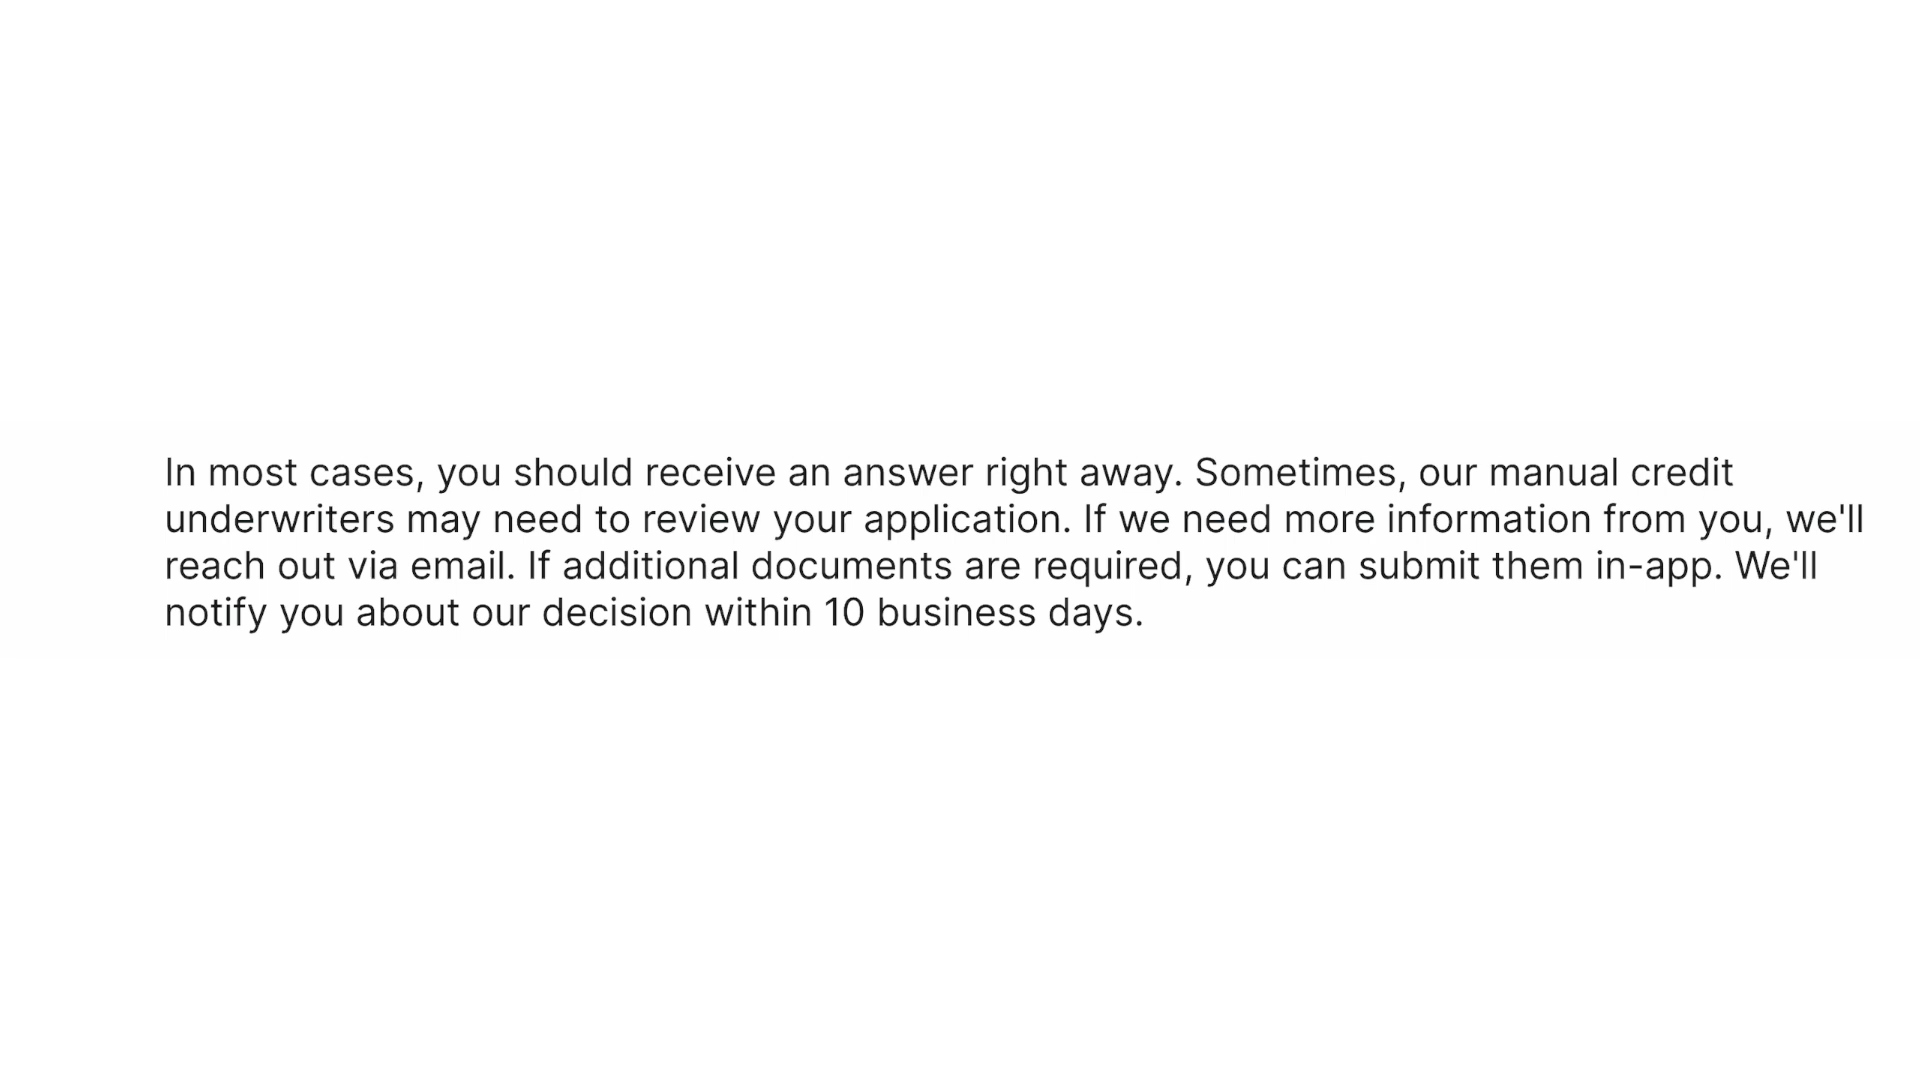 In most cases, you should receive an answer right away. Sometimes, our manual credit
underwriters may need to review your application. If we need more information from you, we'll
reach out via email. If additional documents are required, you can submit them in-app. We'll
notify you about our decision within 10 business days.